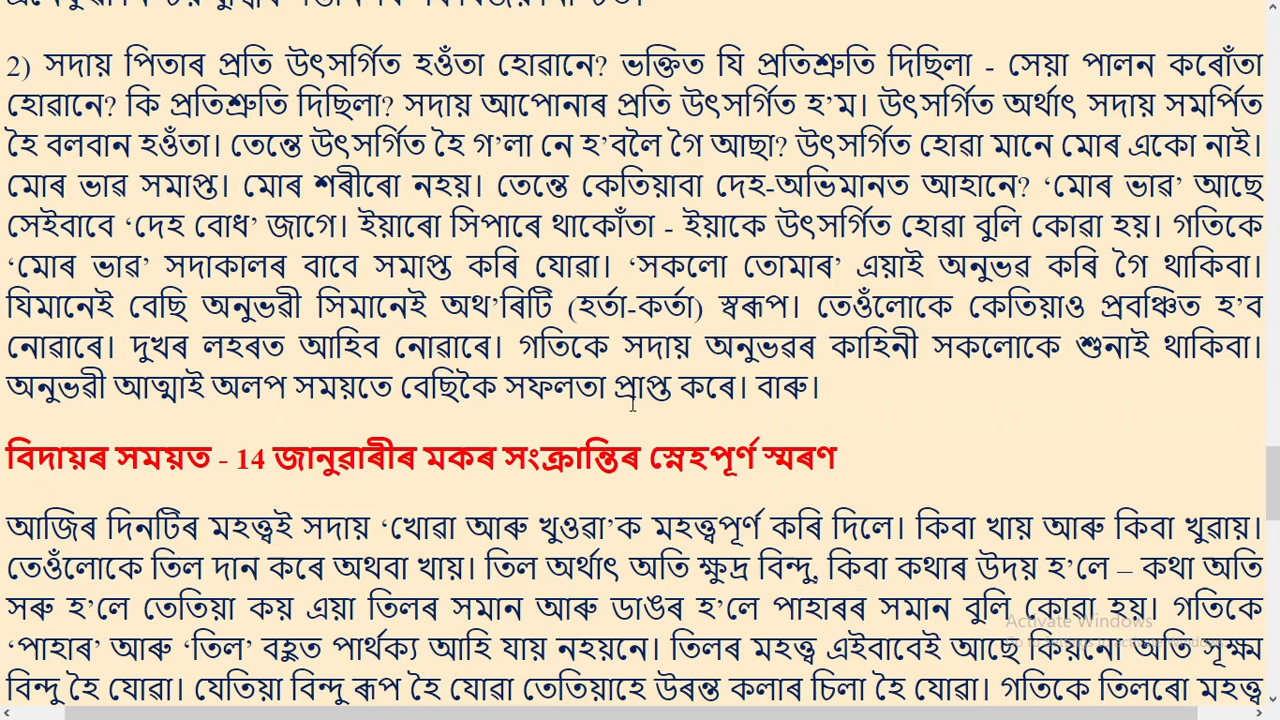 2) সদায় পিতাৰ প্ৰতি উৎসৰ্গিত হওঁতা হোৱানে? ভক্তিত যি প্ৰতিশ্ৰুতি দিছিলা - সেয়া পালন কৰোঁতা
হোৱানে? কি প্ৰতিশ্ৰুতি দিছিলা? সদায় আপোনাৰ প্ৰতি উৎসৰ্গিত হ’ম। উৎসৰ্গিত অৰ্থাৎ সদায় সমৰ্পিত
হৈ বলবান হওঁতা। তেন্তে উৎসৰ্গিত হৈ গ’লা নে হ’বলৈ গৈ আছা? উৎসৰ্গিত হোৱা মানে মোৰ একো নাই।
মোৰ ভাৱ সমাপ্ত। মোৰ শৰীৰো নহয়। তেন্তে কেতিয়াবা দেহ-অভিমানত আহানে? ‘মোৰ ভাৱ’ আছে
সেইবাবে ‘দেহ বোধ’ জাগে। ইয়াৰো সিপাৰে থাকোঁতা - ইয়াকে উৎসৰ্গিত হোৱা বুলি কোৱা হয়। গতিকে
‘মোৰ ভাৱ’ সদাকালৰ বাবে সমাপ্ত কৰি যোৱা। ‘সকলো তোমাৰ’ এয়াই অনুভৱ কৰি গৈ থাকিবা।
যিমানেই বেছি অনুভৱী সিমানেই অথ’ৰিটি (হৰ্তা-কৰ্তা) স্বৰূপ। তেওঁলোকে কেতিয়াও প্ৰবঞ্চিত হ’ব
নোৱাৰে। দুখৰ লহৰত আহিব নোৱাৰে। গতিকে সদায় অনুভৱৰ কাহিনী সকলোকে শুনাই থাকিবা।
অনুভৱী আত্মাই অলপ সময়তে বেছিকৈ সফলতা প্ৰাপ্ত কৰে। বাৰু।
বিদায়ৰ সময়ত - 14 জানুৱাৰীৰ মকৰ সংক্ৰান্তিৰ স্নেহপূৰ্ণ স্মৰণ
আজিৰ দিনটিৰ মহত্ত্বই সদায় ‘খোৱা আৰু খুওৱা’ক মহত্ত্বপূৰ্ণ কৰি দিলে। কিবা খায় আৰু কিবা খুৱায়।
তেওঁলোকে তিল দান কৰে অথবা খায়। তিল অৰ্থাৎ অতি ক্ষুদ্ৰ বিন্দু, কিবা কথাৰ উদয় হ’লে – কথা অতি
সৰু হ’লে তেতিয়া কয় এয়া তিলৰ সমান আৰু ডাঙৰ হ’লে পাহাৰৰ সমান বুলি কোৱা হয়। গতিকে
‘পাহাৰ’ আৰু ‘তিল’ বহুত পাৰ্থক্য আহি যায় নহয়নে। তিলৰ মহত্ত্ব এইবাবেই আছে কিয়নো অতি সূক্ষ্ম
বিন্দু হৈ যোৱা। যেতিয়া বিন্দু ৰূপ হৈ যোৱা তেতিয়াহে উৰন্ত কলাৰ চিলা হৈ যোৱা। গতিকে তিলৰো মহত্ত্ব
Activate Windows